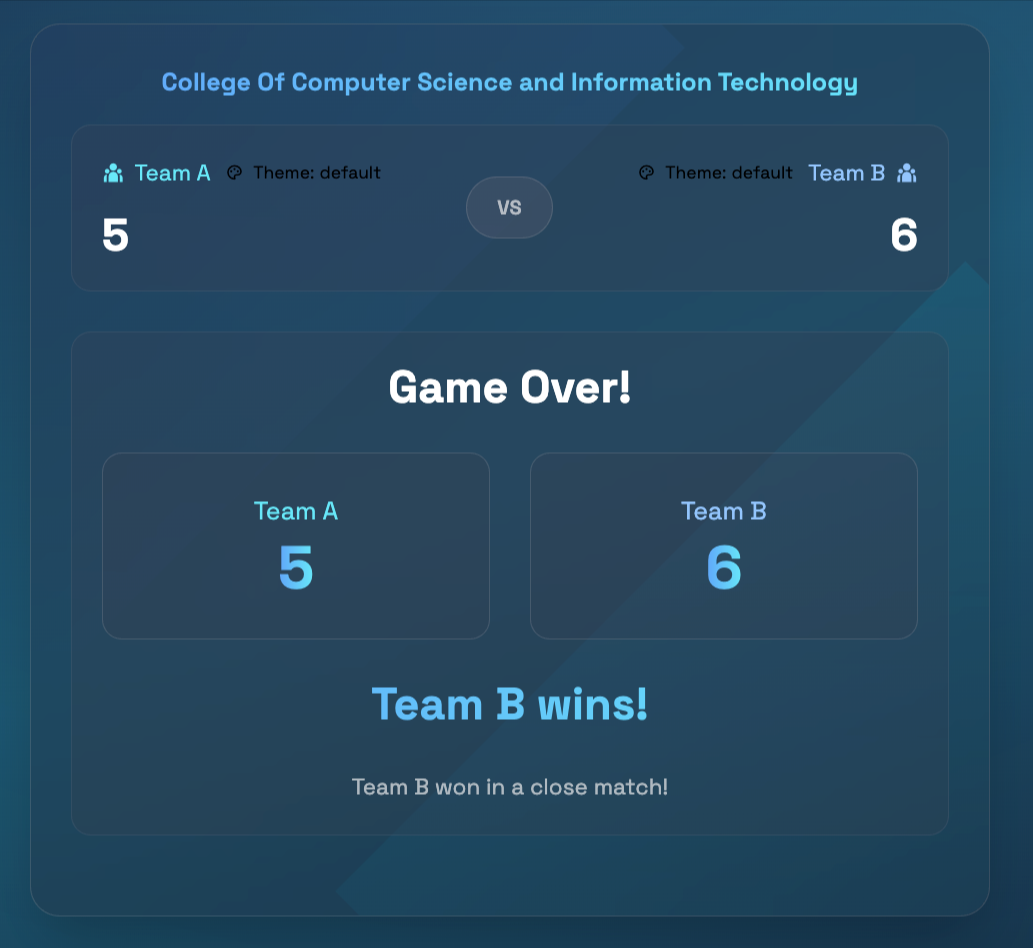 College Of Computer Science and Information Technology
Team A Theme: default
Theme: default Team B
VS
5
6
Game Over!
Team A
5
Team B
6
Team B wins!
Team B won in a close match!